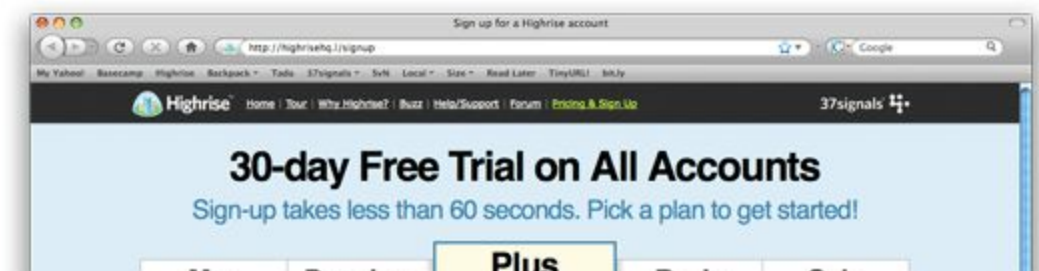 Sign up for a Highrise account
http://highrisehq.l/signup
Google
My Yahoo! Basecamp Highrise Backpack Tada 37signals SvN Local Size Read Later TinyURL! bit.ly
Highrise Home | Tour | Why Highrise? | Buzz | Help/Support | Forum | Pricing & Sign Up 37signals
30-day Free Trial on All Accounts
Sign-up takes less than 60 seconds. Pick a plan to get started!
Plus